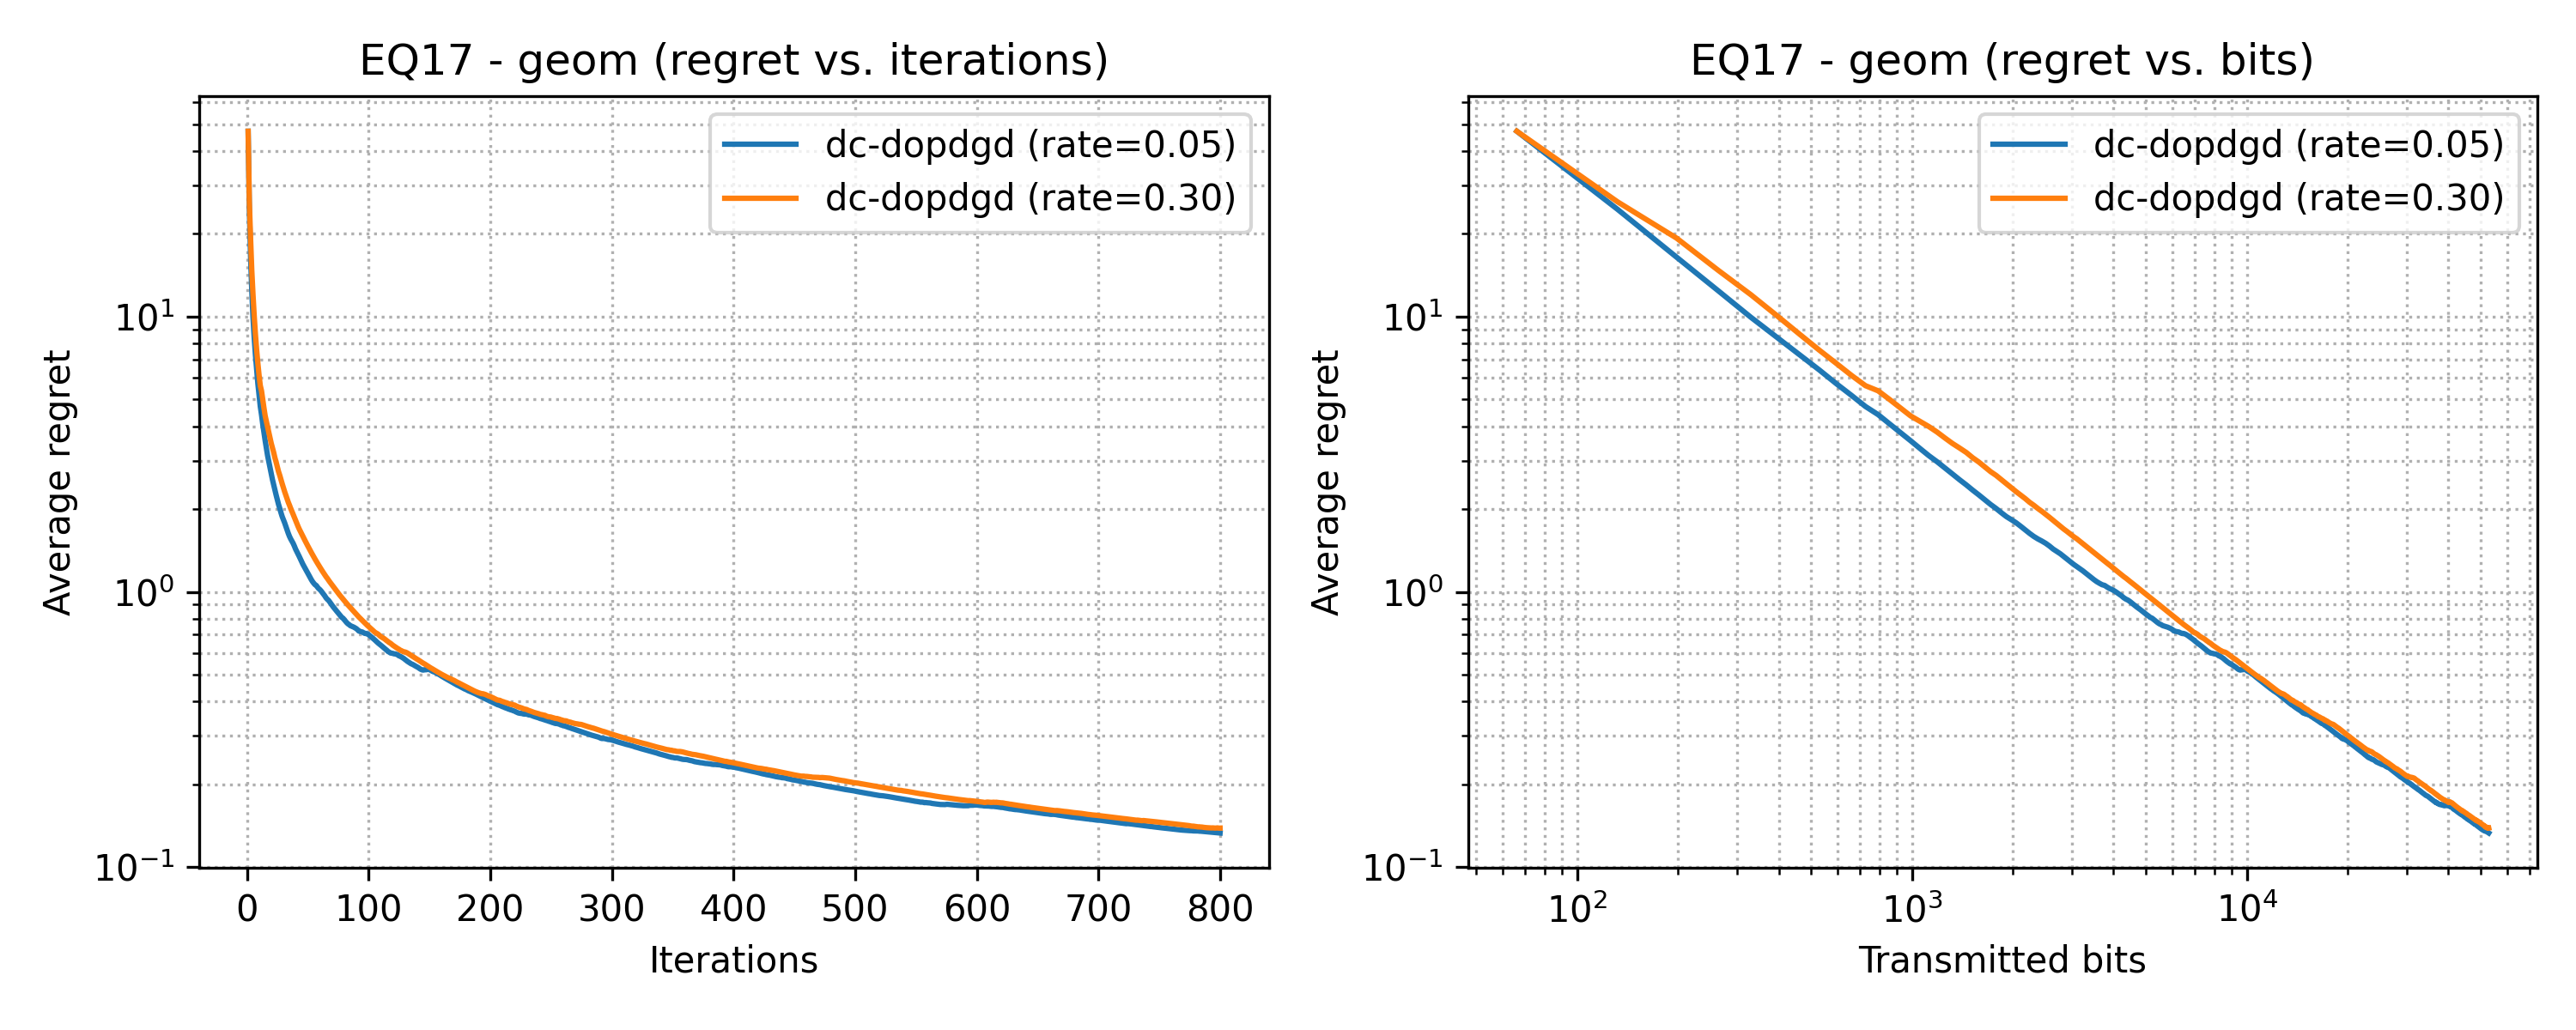 EQ17 - geom (regret vs. iterations)
dc-dopdgd (rate=0.05)
dc-dopdgd (rate=0.30)
Average regret
10¹
10⁰
10⁻¹
0 100 200 300 400 500 600 700 800
Iterations
EQ17 - geom (regret vs. bits)
dc-dopdgd (rate=0.05)
dc-dopdgd (rate=0.30)
Average regret
10¹
10⁰
10⁻¹
10² 10³ 10⁴
Transmitted bits